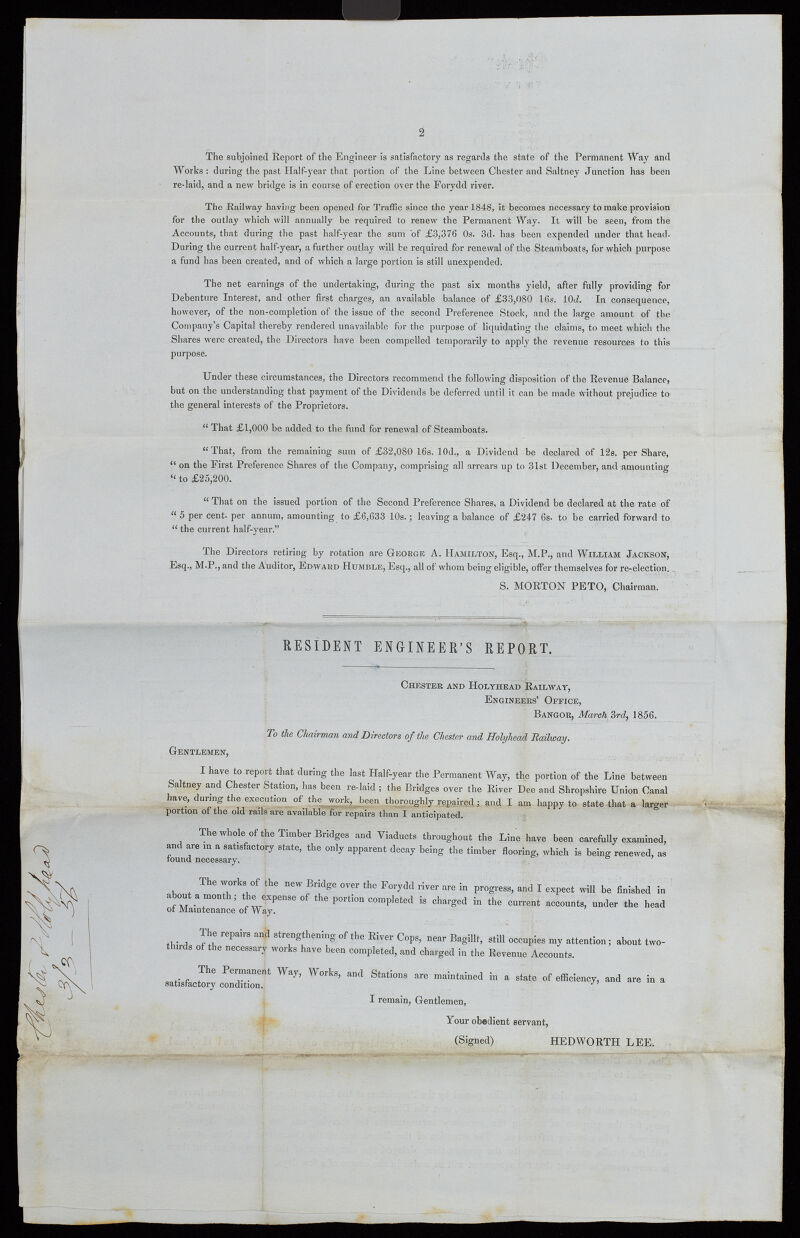 2
The subjoined Report of the Engineer is satisfactory as regards the state of the Permanent Way and
Works: during the past Half-year that portion of the Line between Chester and Saltney Junction has been
re-laid, and a new bridge is in course of erection over the Forydd river.
The Railway having been opened for Traffic since the year 1848, it becomes necessary to make provision
for the outlay which will annually be required to renew the Permanent Way. It will be seen, from the
Accounts, that during the past half-year the sum of £3,376 0s. 3d. has been expended under that head.
During the current half-year, a further outlay will be required for renewal of the Steamboats, for which purpose
a fund has been created, and of which a large portion is still unexpended.
The net earnings of the undertaking, during the past six months yield, after fully providing for
Debenture Interest, and other first charges, an available balance of £33,080 16s. 10d. In consequence,
however, of the non-completion of the issue of the second Preference Stock, and the large amount of the
Company's Capital thereby rendered unavailable for the purpose of liquidating the claims, to meet which the
Shares were created, the Directors have been compelled temporarily to apply the revenue resources to this
purpose.
Under these circumstances, the Directors recommend the following disposition of the Revenue Balance,
but on the understanding that payment of the Dividends be deferred until it can be made without prejudice to
the general interests of the Proprietors.
" That £1,000 be added to the fund for renewal of Steamboats.
" That, from the remaining sum of £32,080 16s. 10d., a Dividend be declared of 12s. per Share,
" on the First Preference Shares of the Company, comprising all arrears up to 31st December, and amounting
" to £25,200.
" That on the issued portion of the Second Preference Shares, a Dividend be declared at the rate of
" 5 per cent. per annum, amounting to £6,633 10s.; leaving a balance of £247 6s. to be carried forward to
" the current half-year."
The Directors retiring by rotation are GEORGE A. HAMILTON, Esq., M.P., and WILLIAM JACKSON,
Esq., M.P., and the Auditor, EDWARD HUMBLE, Esq., all of whom being eligible, offer themselves for re-election.
S. MORTON PETO, Chairman.
RESIDENT ENGINEER'S REPORT.
CHESTER AND HOLYHEAD RAILWAY,
ENGINEERS' OFFICE,
BANGOR, March 3rd, 1856.
To the Chairman and Directors of the Chester and Holyhead Railway.
GENTLEMEN,
I have to report that during the last Half-year the Permanent Way, the portion of the Line between
Saltney and Chester Station, has been re-laid; the Bridges over the River Dee and Shropshire Union Canal
have, during the execution of the work, been thoroughly repaired; and I am happy to state that a larger
portion of the old rails are available for repairs than I anticipated.
The whole of the Timber Bridges and Viaducts throughout the Line have been carefully examined,
and are in a satisfactory state, the only apparent decay being the timber flooring, which is being renewed, as
found necessary.
The works of the new Bridge over the Forydd river are in progress, and I expect will be finished in
about a month; the expense of the portion completed is charged in the current accounts, under the head
of Maintenance of Way.
The repairs and strengthening of the River Cops, near Bagillt, still occupies my attention; about two-
thirds of the necessary works have been completed, and charged in the Revenue Accounts.
The Permanent Way, Works, and Stations are maintained in a state of efficiency, and are in a
satisfactory condition.
I remain, Gentlemen,
Your obedient servant,
(Signed) HEDWORTH LEE.
Chester & Holyhead
3/3 — 56